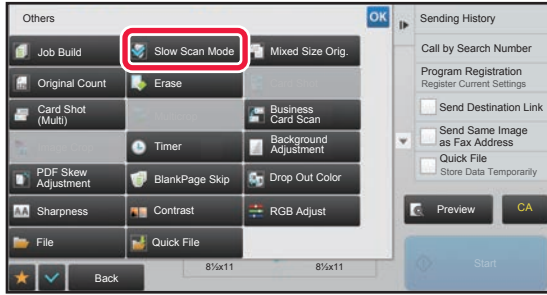 Others
OK
Job Build
Slow Scan Mode
Mixed Size Orig.
Original Count
Erase
Card Shot
(Multi)
Business
Card Scan
Timer
Background
Adjustment
PDF Skew
Adjustment
BlankPage Skip
Drop Out Color
AA Sharpness
Contrast
RGB Adjust
File
Quick File
Back
8½x11
8½x11
Sending History
Call by Search Number
Program Registration
Register Current Settings
Send Destination Link
Send Same Image
as Fax Address
Quick File
Store Data Temporarily
Preview
CA
Start